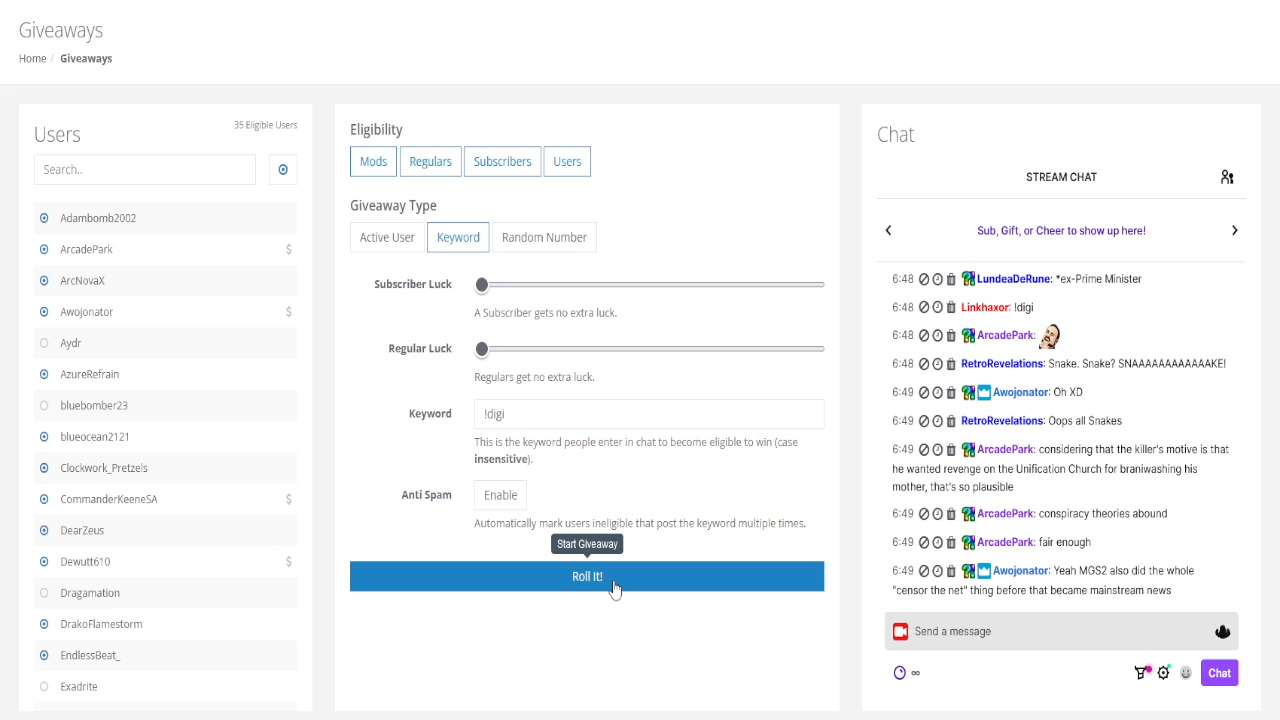 Giveaways
Home / Giveaways
Users
35 Eligible Users
Search..
Adambomb2002
ArcadePark $
ArcNovaX
Awojonator $
Aydr
AzureRefrain
bluebomber23
blueocean2121
Clockwork_Pretzels
CommanderKeeneSA $
DearZeus
Dewutt610 $
Dragamation
DrakoFlamestorm
EndlessBeat_
Exadrite
Eligibility
Mods Regulars Subscribers Users
Giveaway Type
Active User Keyword Random Number
Subscriber Luck
A Subscriber gets no extra luck.
Regular Luck
Regulars get no extra luck.
Keyword !digi
This is the keyword people enter in chat to become eligible to win (case
insensitive).
Anti Spam Enable
Automatically mark users ineligible that post the keyword multiple times.
Start Giveaway
Roll It!
Chat
STREAM CHAT
Sub, Gift, or Cheer to show up here!
6:48 LundeaDeRune: *ex-Prime Minister
6:48 Linkhaxor: !digi
6:48 ArcadePark:
6:48 RetroRevelations: Snake. Snake? SNAAAAAAAAAAAAKE!
6:49 Awojonator: Oh XD
6:49 RetroRevelations: Oops all Snakes
6:49 ArcadePark: considering that the killer's motive is that
he wanted revenge on the Unification Church for braniwashing his
mother, that's so plausible
6:49 ArcadePark: conspiracy theories abound
6:49 ArcadePark: fair enough
6:49 Awojonator: Yeah MGS2 also did the whole
"censor the net" thing before that became mainstream news
Send a message
∞
Chat